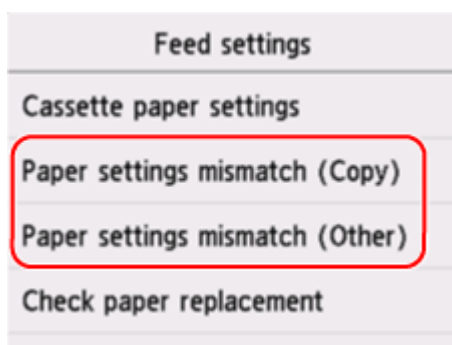 Feed settings
Cassette paper settings
Paper settings mismatch (Copy)
Paper settings mismatch (Other)
Check paper replacement